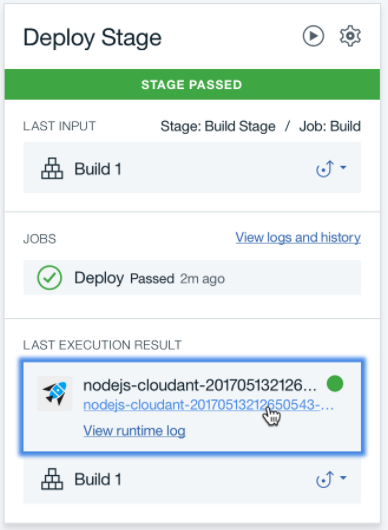 Deploy Stage
STAGE PASSED
LAST INPUT Stage: Build Stage / Job: Build
Build 1
JOBS View logs and history
Deploy Passed 2m ago
LAST EXECUTION RESULT
nodejs-cloudant-201705132126...
nodejs-cloudant-20170513212650543-...
View runtime log
Build 1